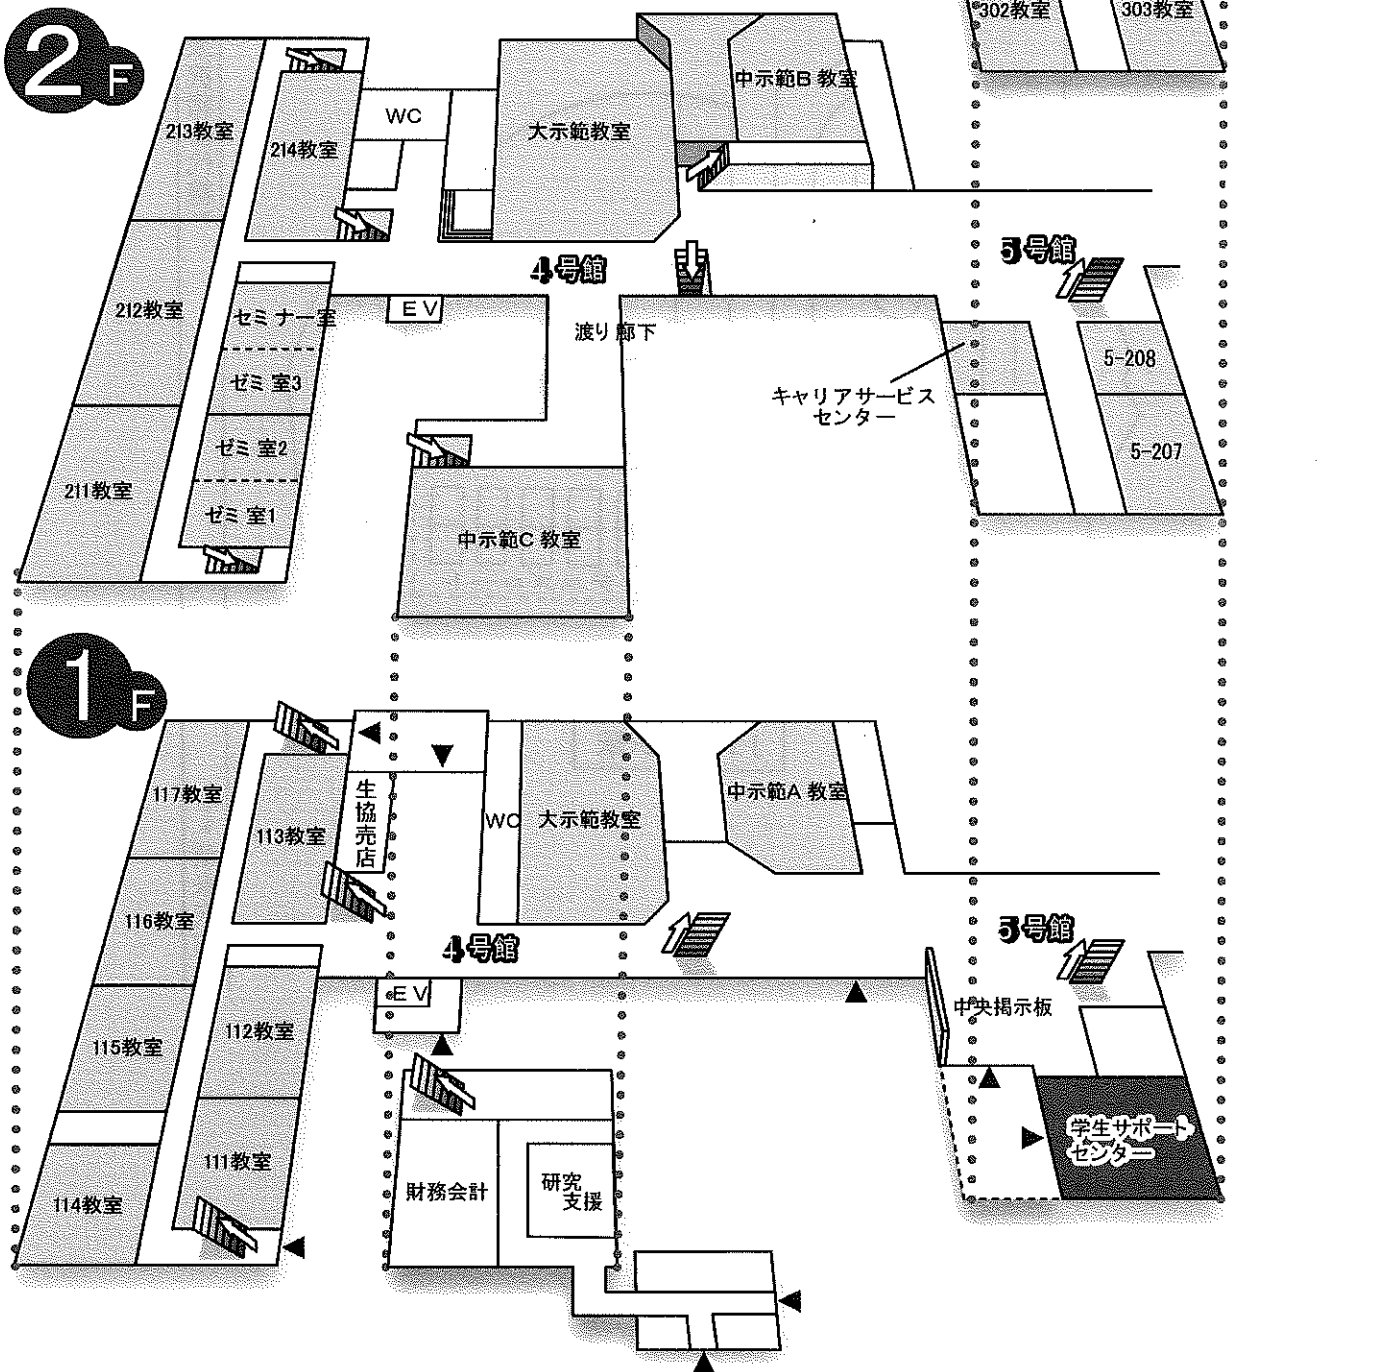 302教室
303教室
2F
213教室
214教室
WC
大示範教室
中示範B 教室
212教室
セミナー室
ゼミ室3
ゼミ室2
ゼミ室1
211教室
4号館
EV
渡り廊下
5号館
キャリアサービス
センター
5-208
5-207
中示範C 教室
1F
117教室
113教室
生協売店
WC
大示範教室
中示範A 教室
116教室
4号館
5号館
EV
中央掲示板
115教室
112教室
111教室
114教室
財務会計
研究
支援
学生サポート
センター